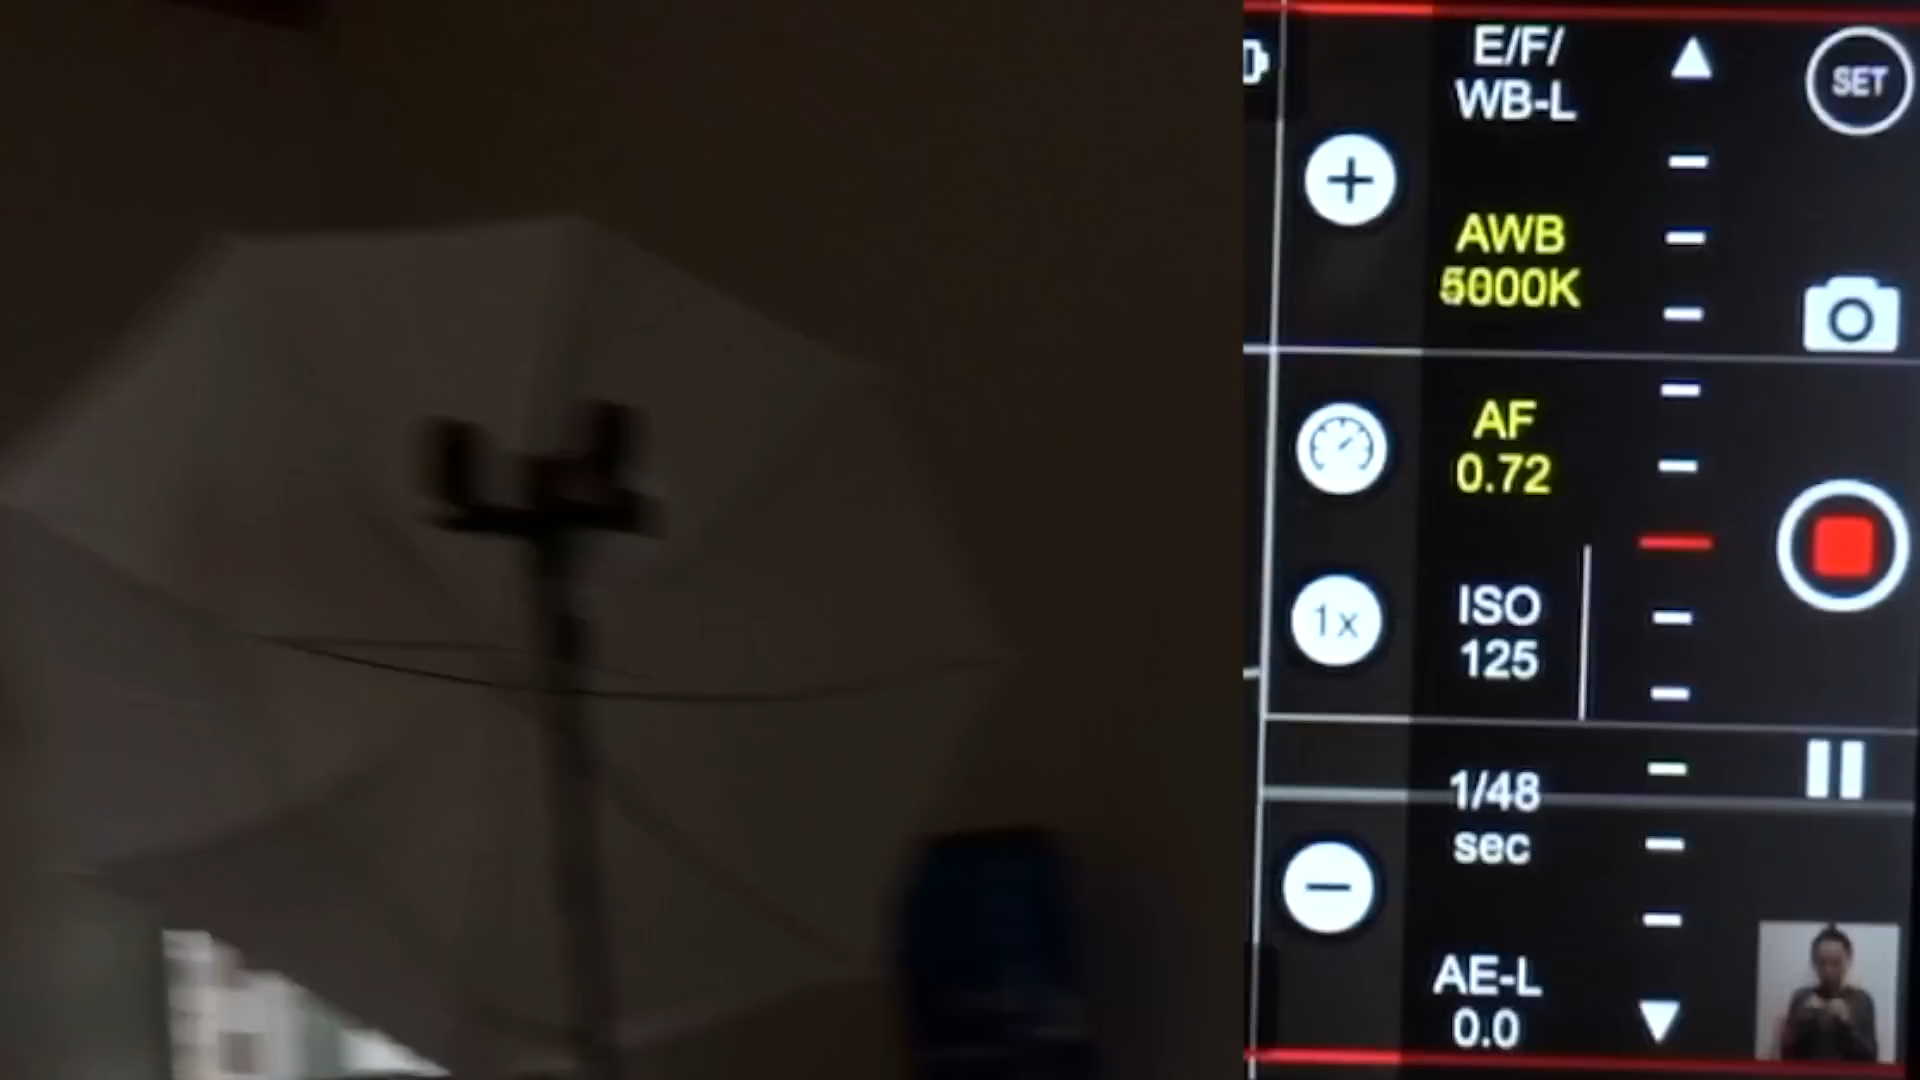 E/F/
WB-L
SET
AWB
5000K
AF
0.72
1x
ISO
125
1/48
sec
AE-L
0.0